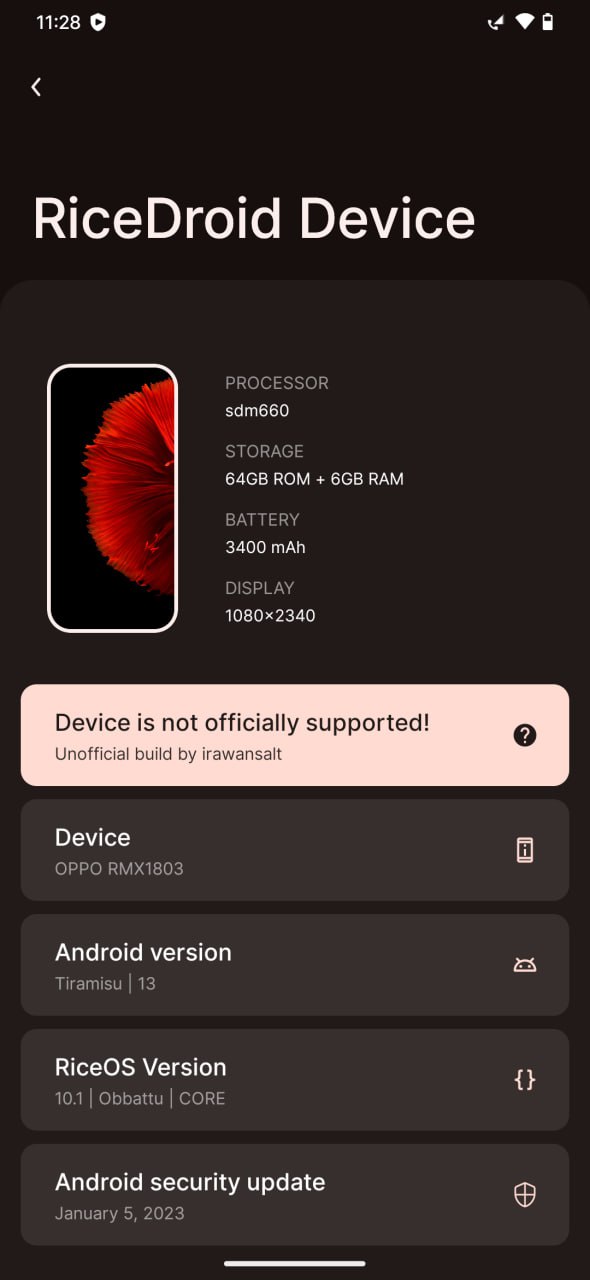 11:28
RiceDroid Device
PROCESSOR
sdm660
STORAGE
64GB ROM + 6GB RAM
BATTERY
3400 mAh
DISPLAY
1080×2340
Device is not officially supported!
Unofficial build by irawansalt
Device
OPPO RMX1803
Android version
Tiramisu | 13
RiceOS Version
10.1 | Obbattu | CORE
Android security update
January 5, 2023